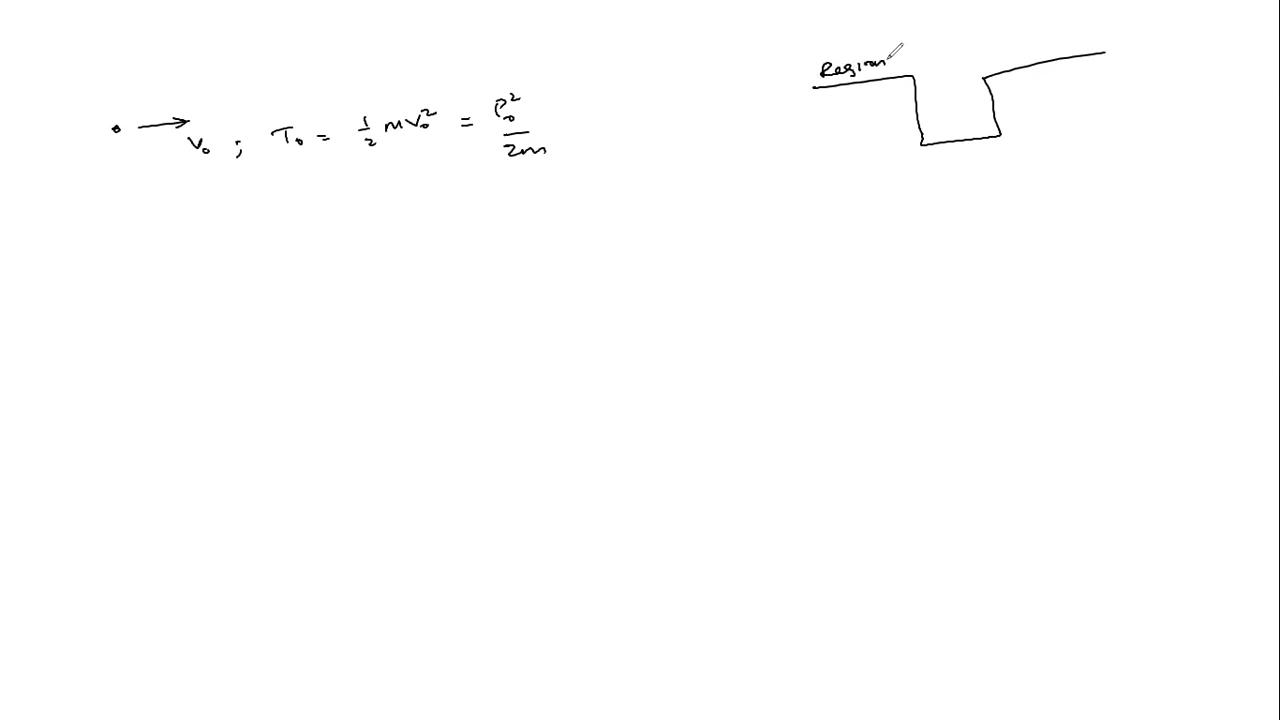 Region
v₀ ; T₀ = 1/2 mv₀² = P₀²/2m